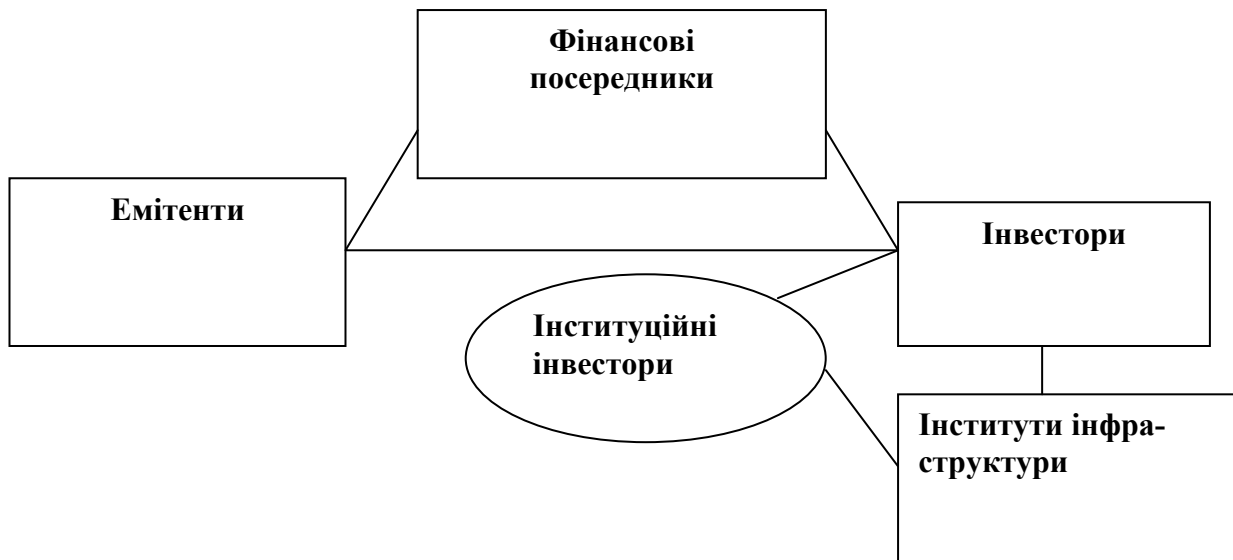 Фінансові
посередники
Емітенти
Інвестори
Інституційні
інвестори
Інститути інфра-
структури